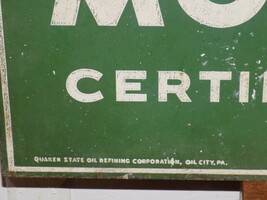 MO
CERTI
QUAKER STATE OIL REFINING CORPORATION, OIL CITY, PA.